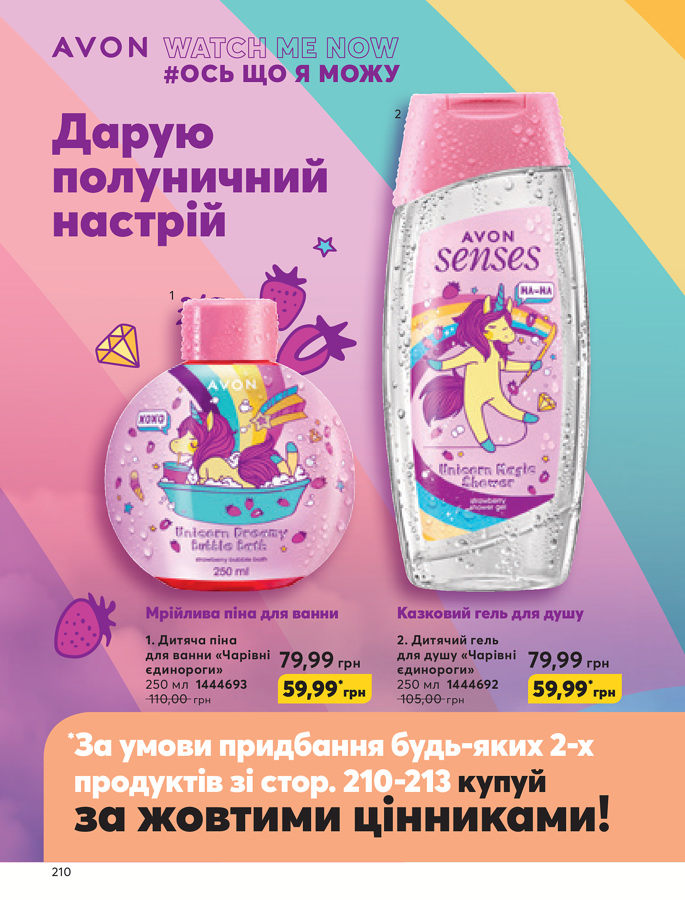 AVON WATCH ME NOW
#ОСЬ ЩО Я МОЖУ
Дарую
полуничний
настрій
2
AVON
senses
HA-HA
Unicorn Magic
Shower
strawberry
shower gel
1
AVON
XOXO
Unicorn Dreamy
Bubble Bath
strawberry bubble bath
250 ml
Мрійлива піна для ванни
1. Дитяча піна
для ванни «Чарівні
єдинороги»
250 мл 1444693
110,00 грн
79,99 грн
59,99* грн
Казковий гель для душу
2. Дитячий гель
для душу «Чарівні
єдинороги»
250 мл 1444692
105,00 грн
79,99 грн
59,99* грн
*За умови придбання будь-яких 2-х
продуктів зі стор. 210-213 купуй
за жовтими цінниками!
210